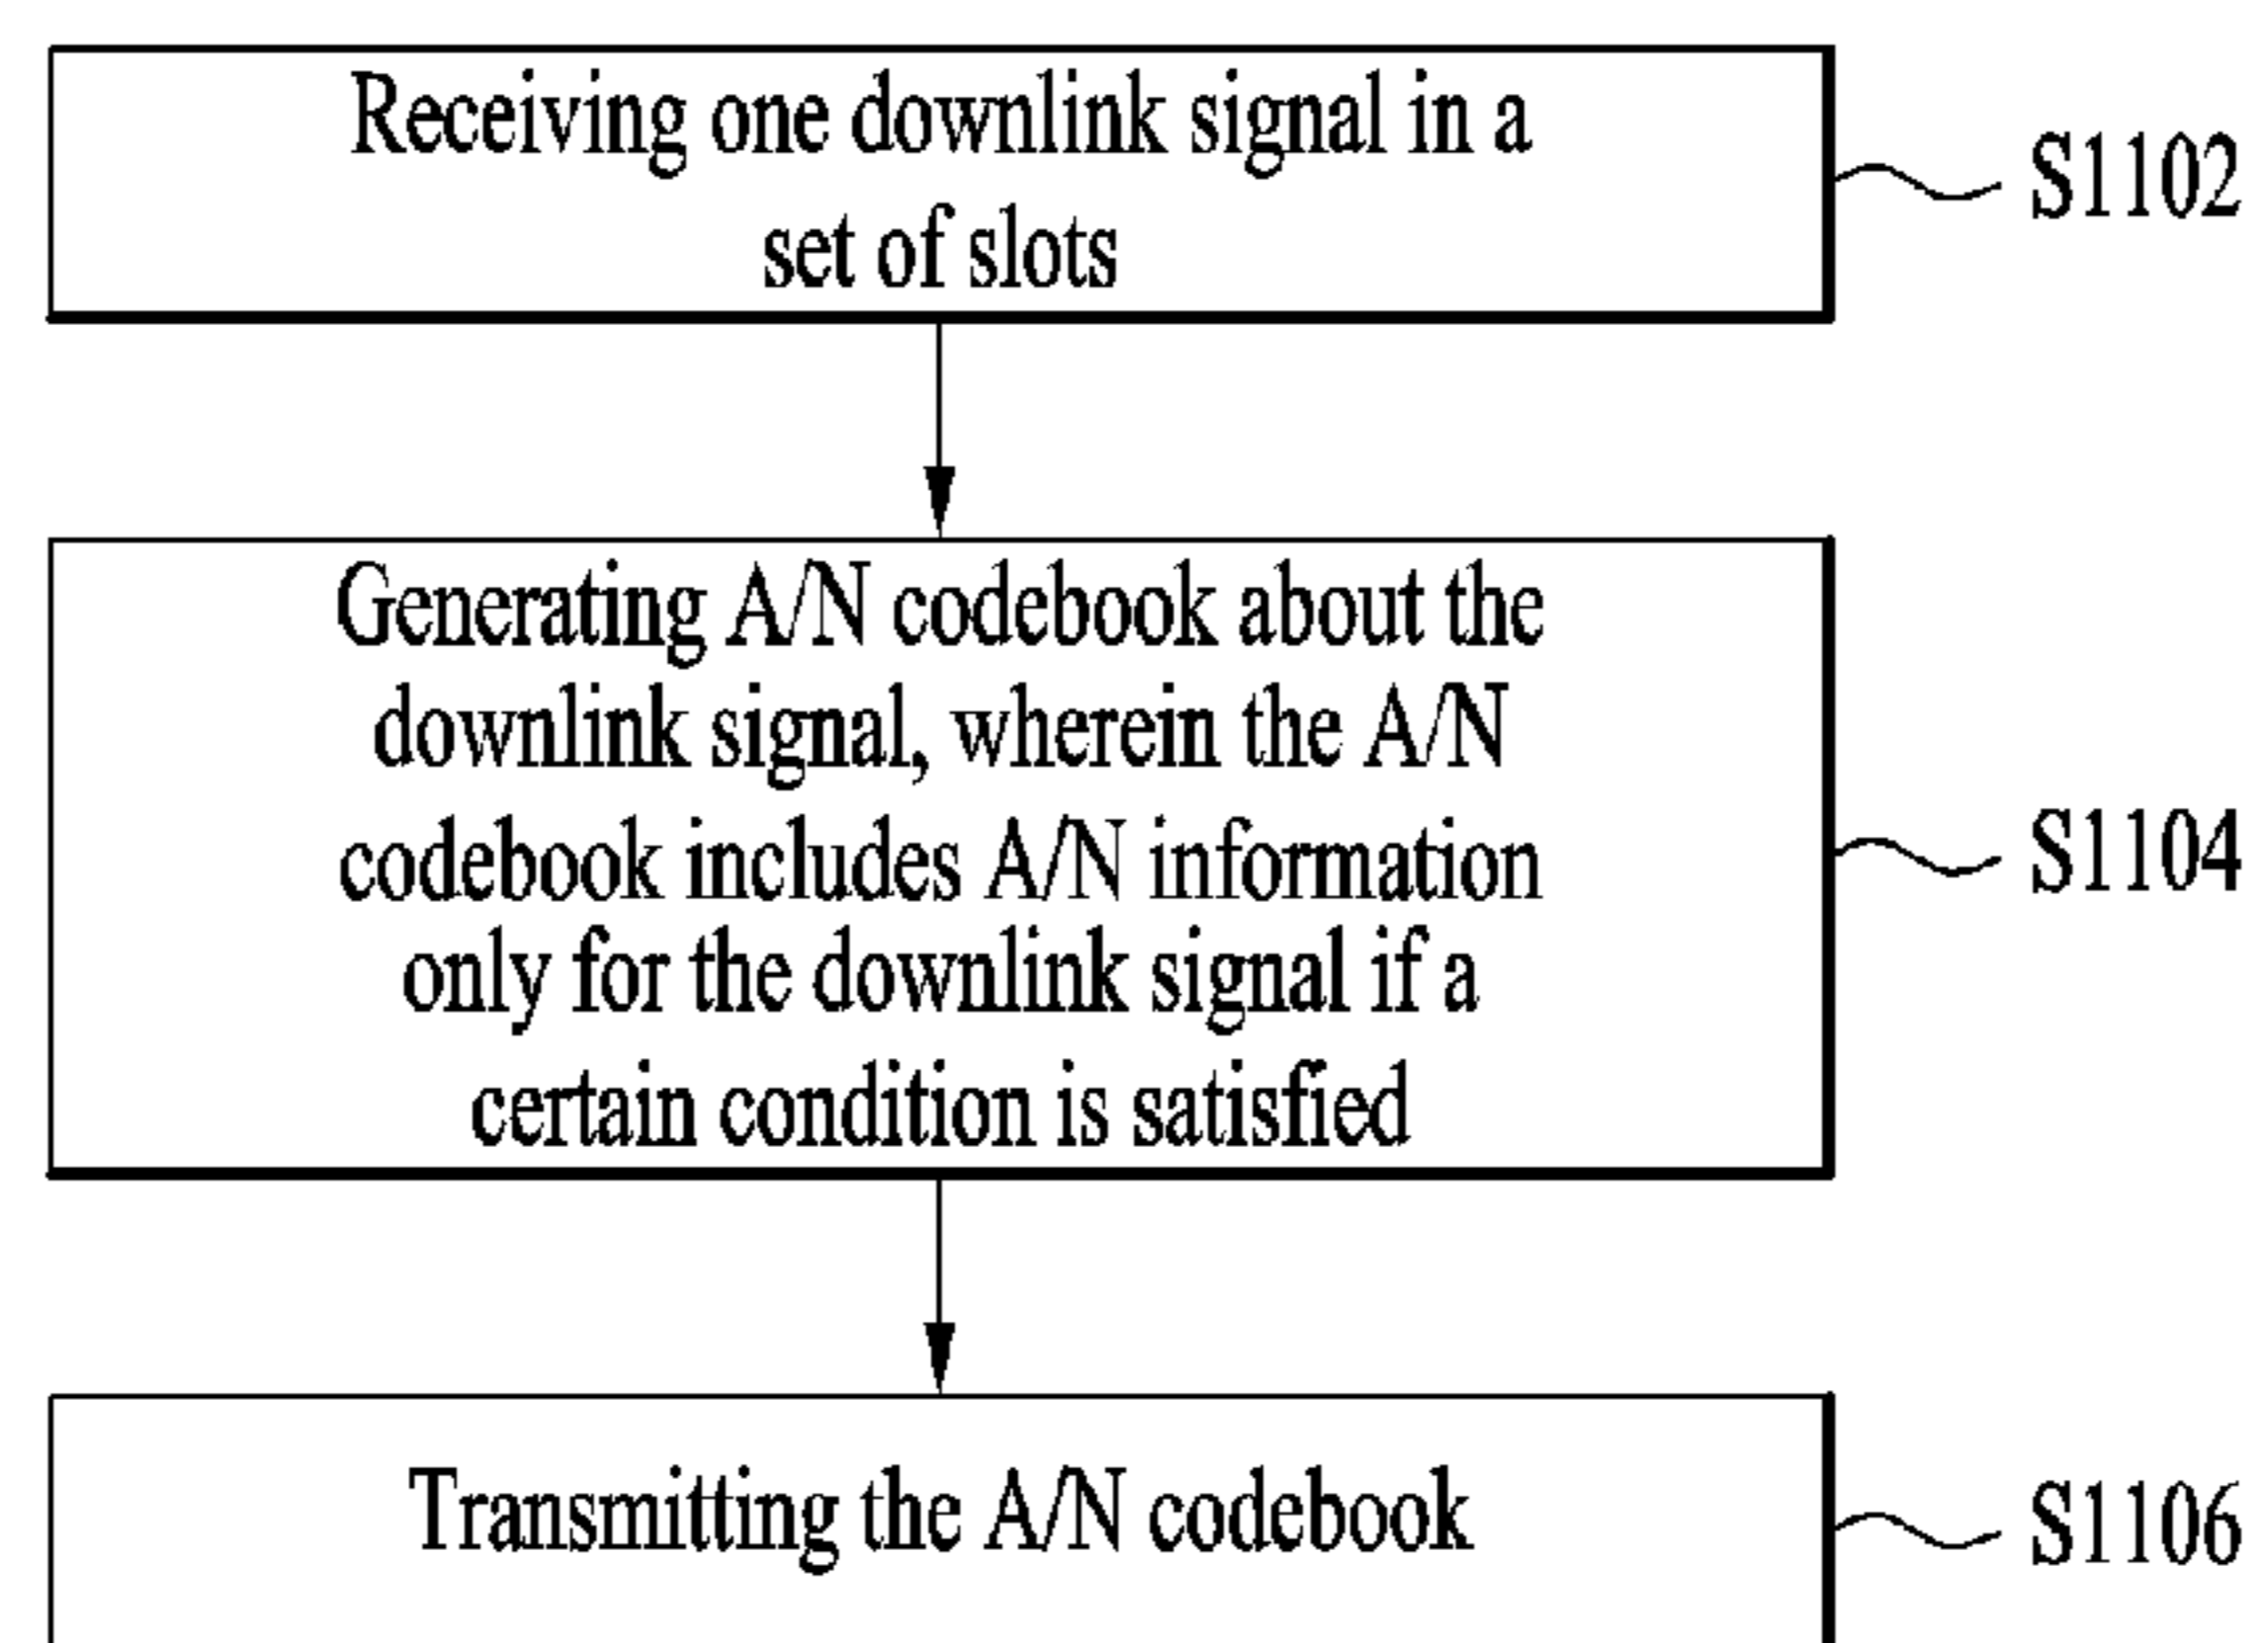 Receiving one downlink signal in a
set of slots
S1102
Generating A/N codebook about the
downlink signal, wherein the A/N
codebook includes A/N information
only for the downlink signal if a
certain condition is satisfied
S1104
Transmitting the A/N codebook
S1106